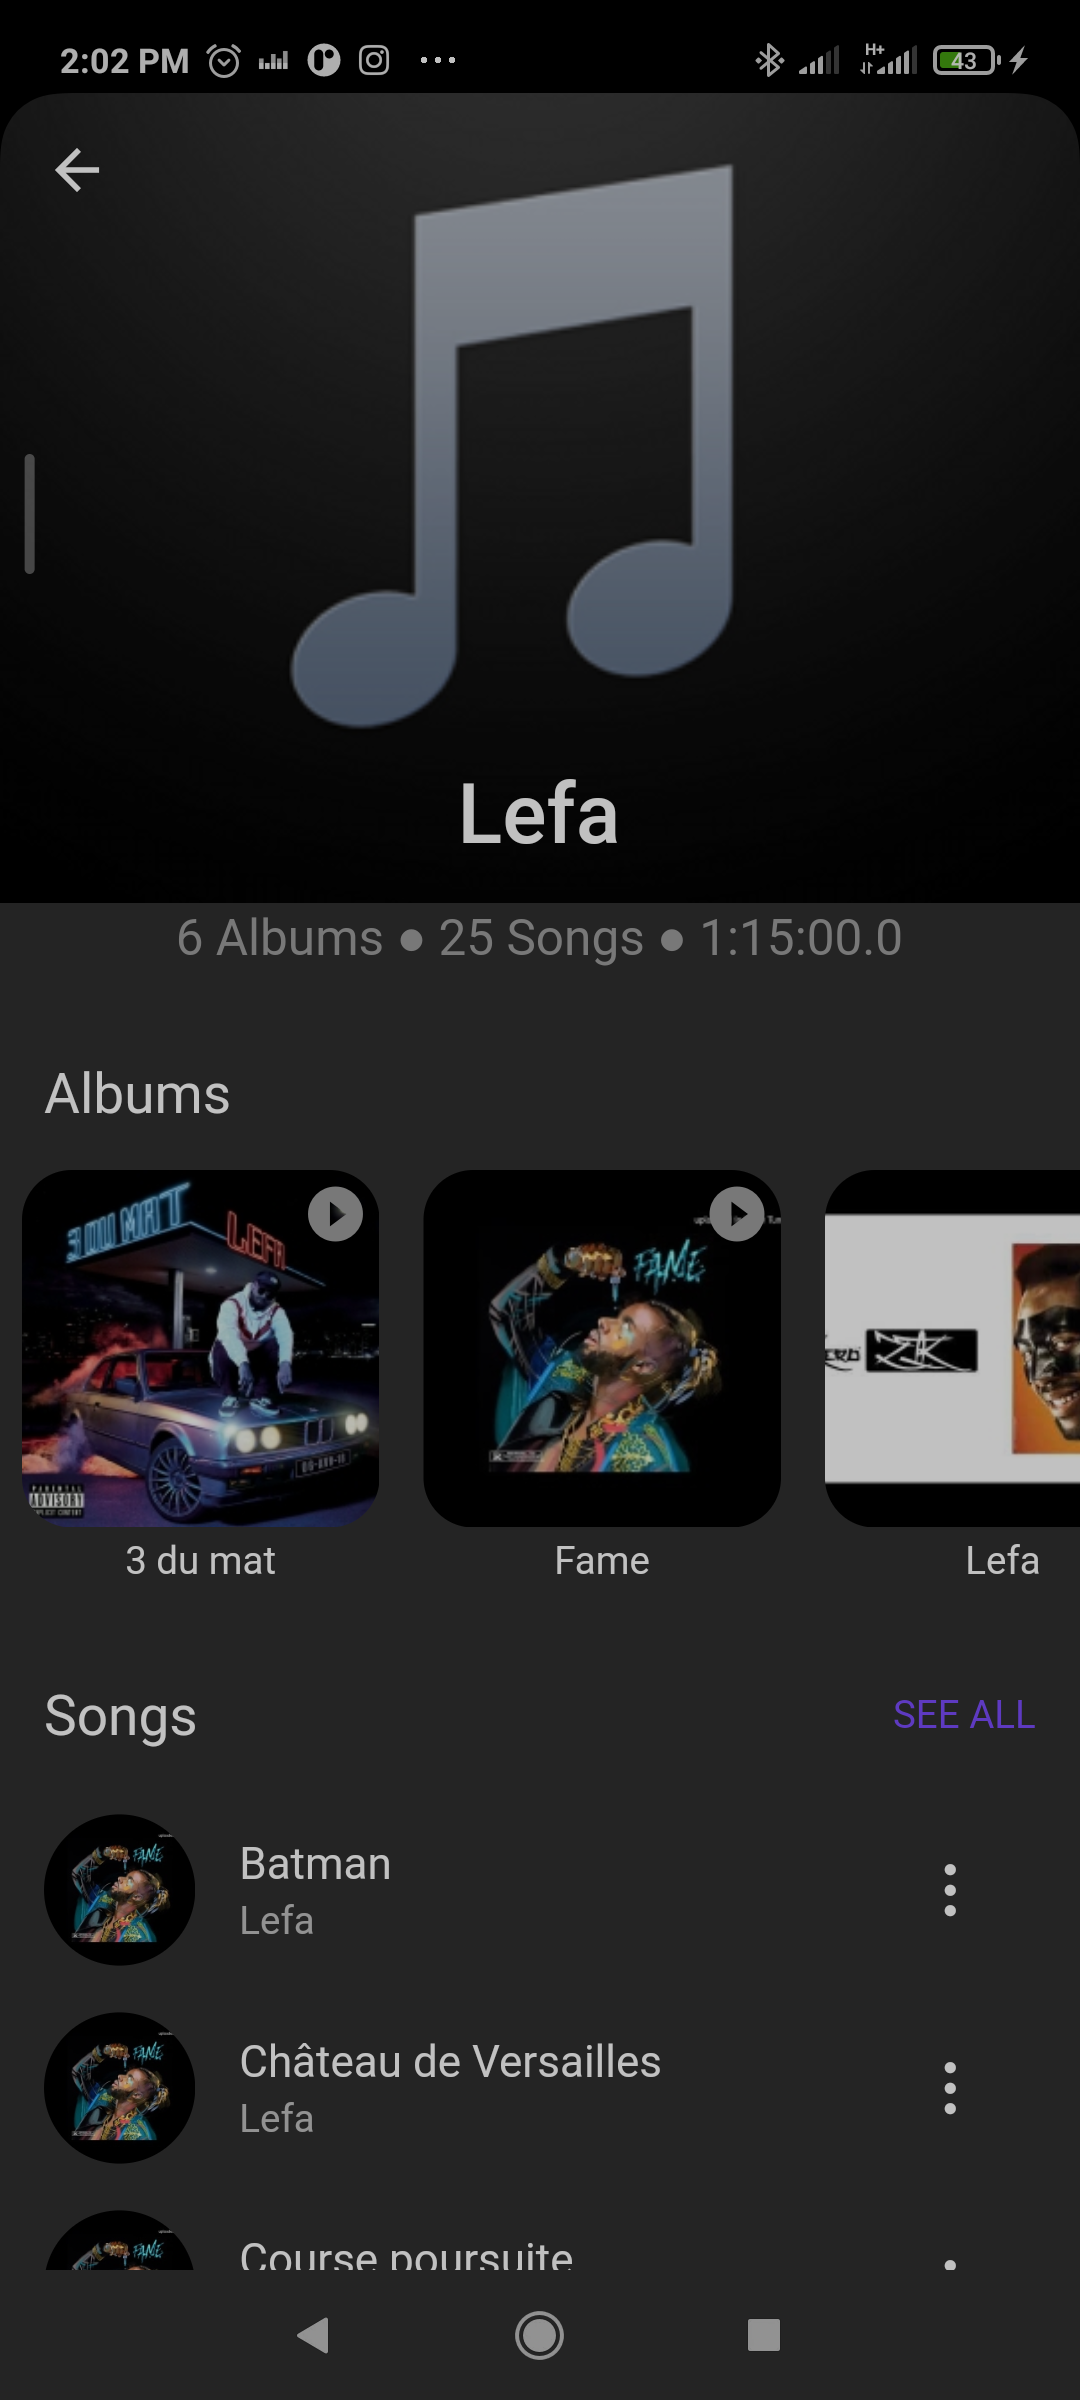 2:02 PM
H+
43
Lefa
6 Albums ● 25 Songs ● 1:15:00.0
Albums
3 DU MAT
LEFA
FAME
PARENTAL
ADVISORY
EXPLICIT CONTENT
3 du mat
Fame
Lefa
Songs
SEE ALL
Batman
Lefa
Château de Versailles
Lefa
Course poursuite